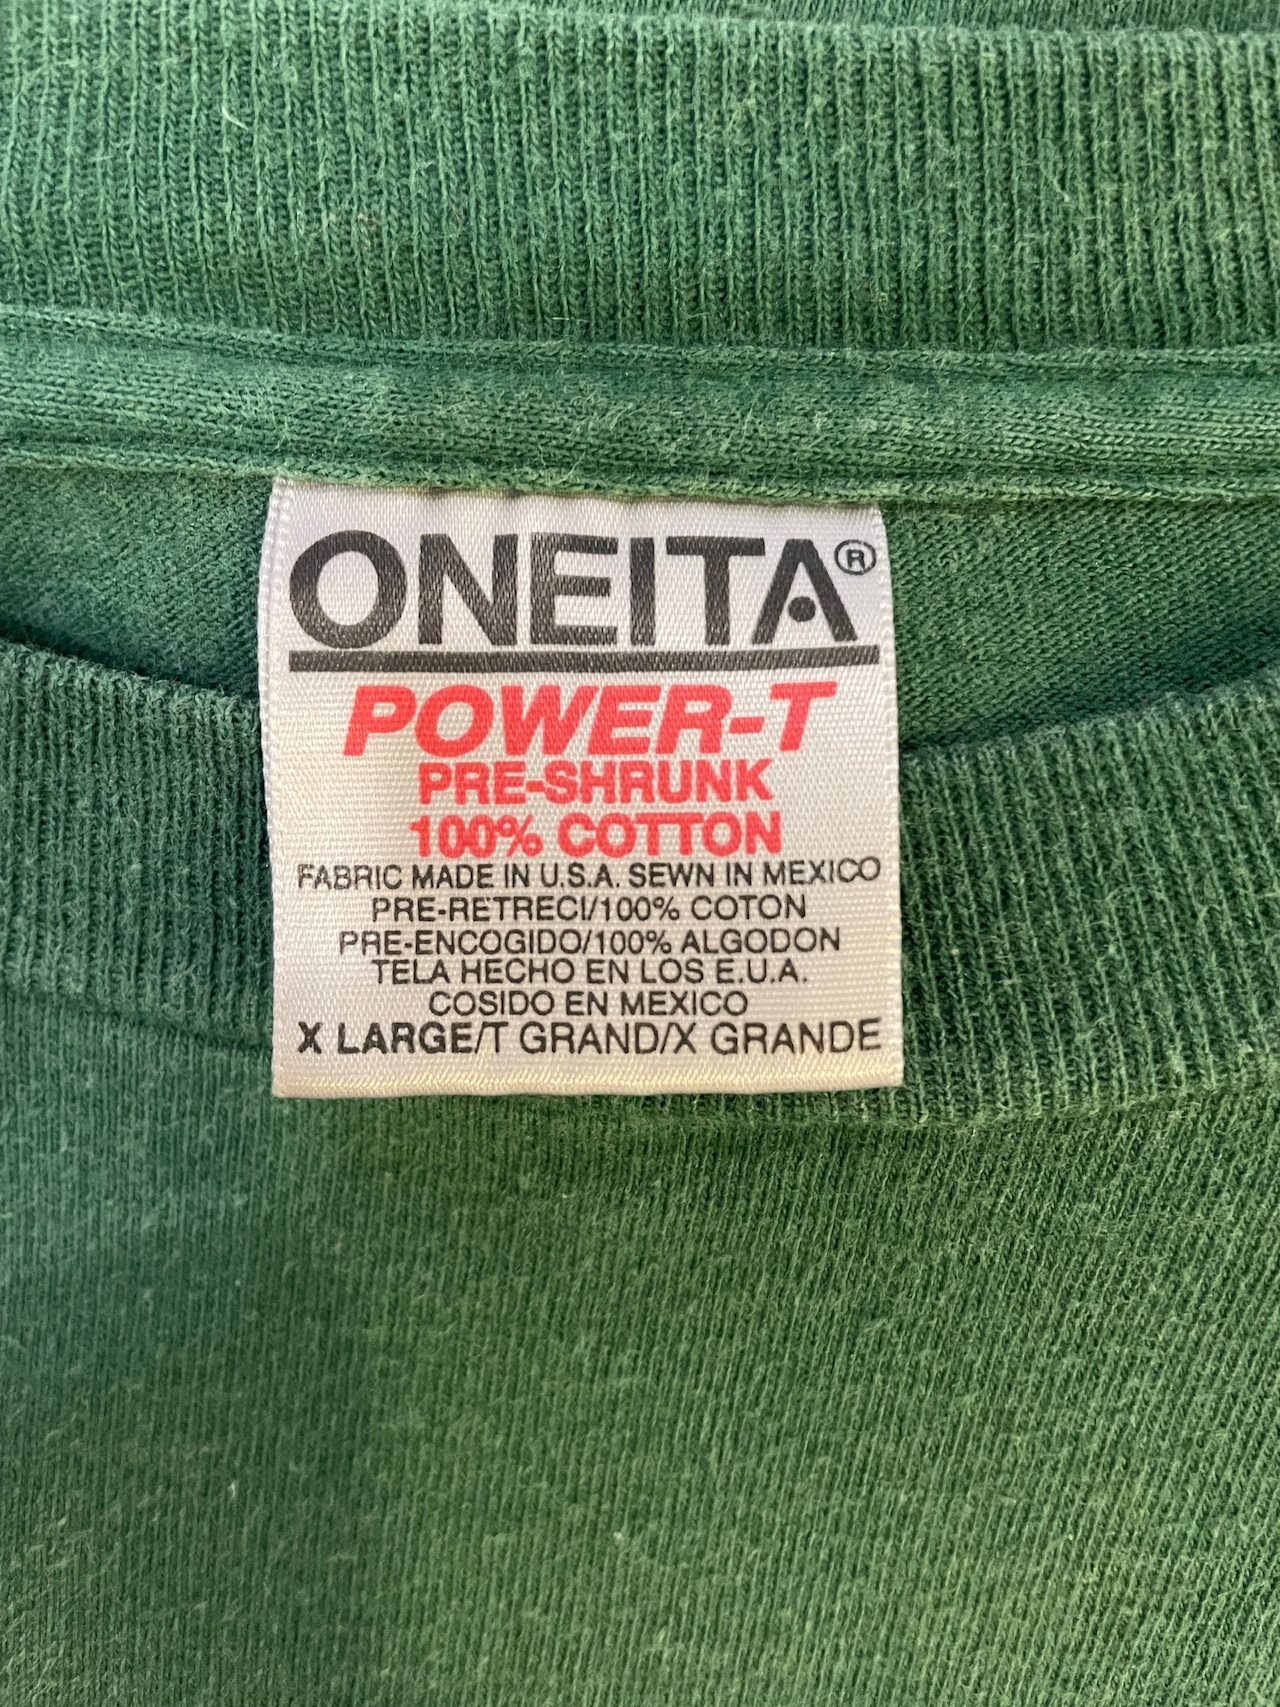 ONEITA®
POWER-T
PRE-SHRUNK
100% COTTON
FABRIC MADE IN U.S.A. SEWN IN MEXICO
PRE-RETRECI/100% COTON
PRE-ENCOGIDO/100% ALGODON
TELA HECHO EN LOS E.U.A.
COSIDO EN MEXICO
X LARGE/T GRAND/X GRANDE